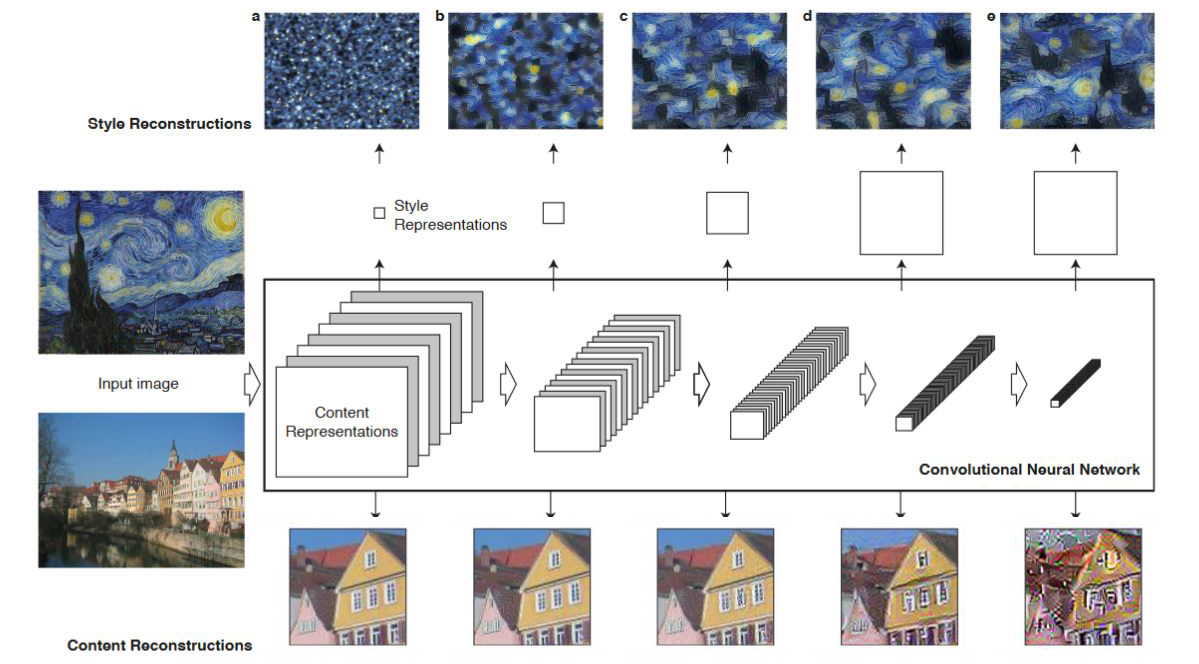 a
b
c
d
e
Style Reconstructions
Style
Representations
Input image
Content
Representations
Convolutional Neural Network
Content Reconstructions